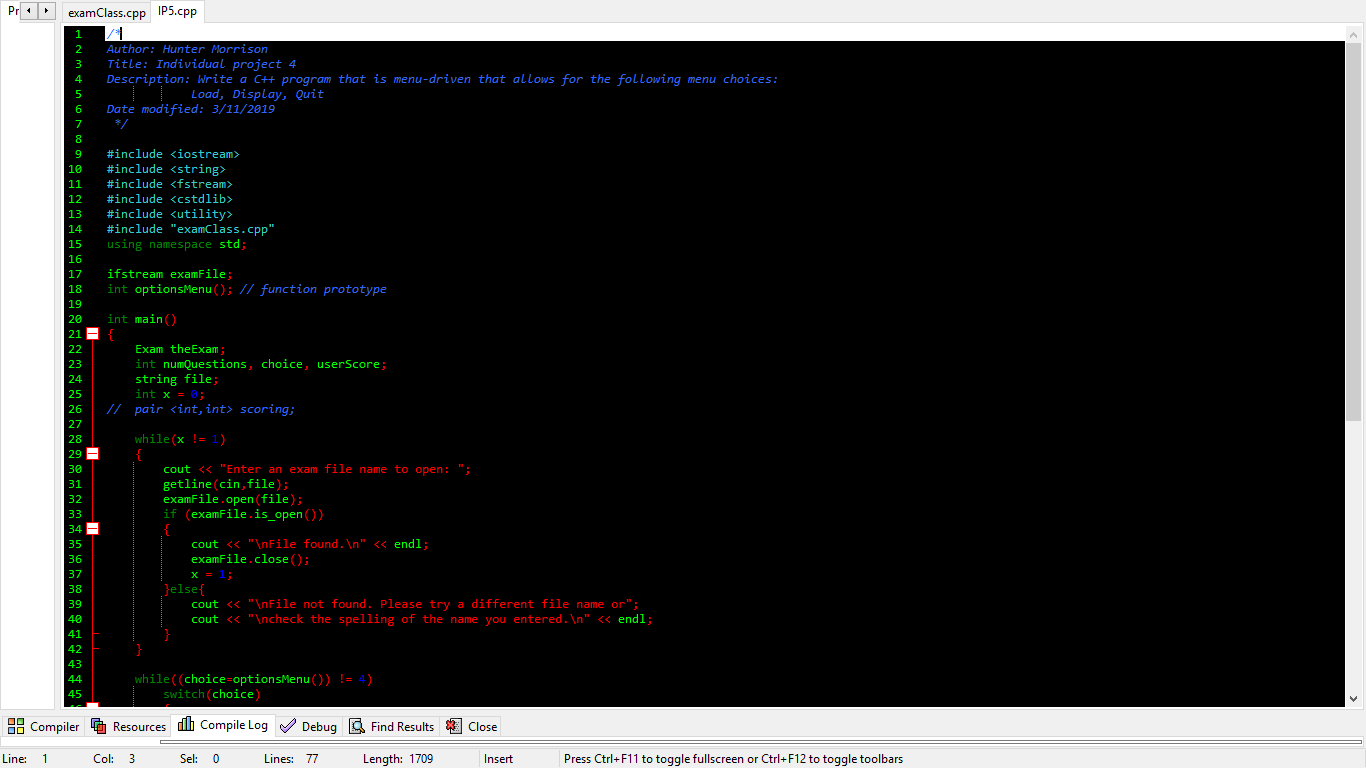 Pr examClass.cpp IP5.cpp
1 /*
2 Author: Hunter Morrison
3 Title: Individual project 4
4 Description: Write a C++ program that is menu-driven that allows for the following menu choices:
5 Load, Display, Quit
6 Date modified: 3/11/2019
7 */
8
9 #include <iostream>
10 #include <string>
11 #include <fstream>
12 #include <cstdlib>
13 #include <utility>
14 #include "examClass.cpp"
15 using namespace std;
16
17 ifstream examFile;
18 int optionsMenu(); // function prototype
19
20 int main()
21 {
22 Exam theExam;
23 int numQuestions, choice, userScore;
24 string file;
25 int x = 0;
26 // pair <int,int> scoring;
27
28 while(x != 1)
29 {
30 cout << "Enter an exam file name to open: ";
31 getline(cin,file);
32 examFile.open(file);
33 if (examFile.is_open())
34 {
35 cout << "\nFile found.\n" << endl;
36 examFile.close();
37 x = 1;
38 }else{
39 cout << "\nFile not found. Please try a different file name or";
40 cout << "\ncheck the spelling of the name you entered.\n" << endl;
41 }
42 }
43
44 while((choice=optionsMenu()) != 4)
45 switch(choice)
Compiler Resources Compile Log Debug Find Results Close
Line: 1 Col: 3 Sel: 0 Lines: 77 Length: 1709 Insert Press Ctrl+F11 to toggle fullscreen or Ctrl+F12 to toggle toolbars